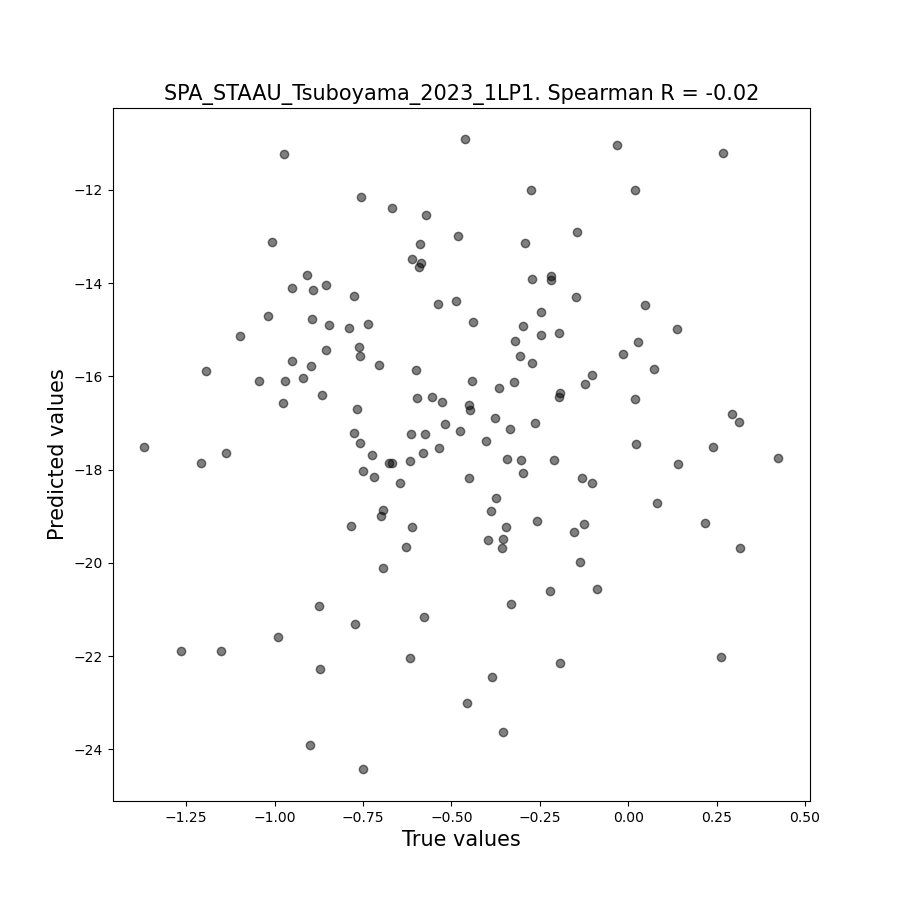 SPA_STAAU_Tsuboyama_2023_1LP1. Spearman R = -0.02
Predicted values
−12
−14
−16
−18
−20
−22
−24
−1.25 −1.00 −0.75 −0.50 −0.25 0.00 0.25 0.50
True values